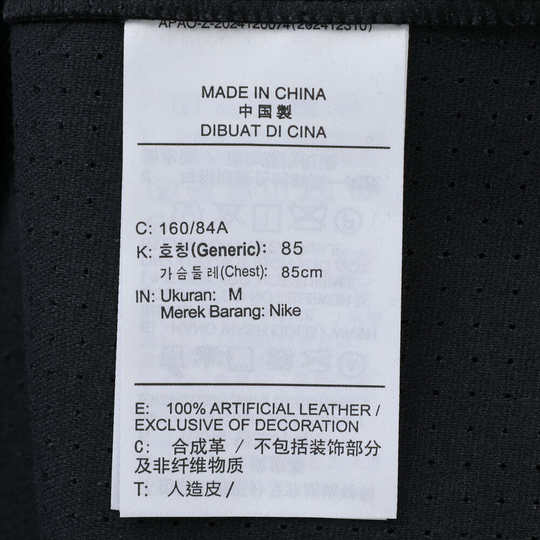 MADE IN CHINA
中国製
DIBUAT DI CINA
C: 160/84A
K: 호칭(Generic): 85
가슴둘레(Chest): 85cm
IN: Ukuran: M
Merek Barang: Nike
E: 100% ARTIFICIAL LEATHER /
EXCLUSIVE OF DECORATION
C: 合成革 / 不包括装饰部分
及非纤维物质
T: 人造皮 /